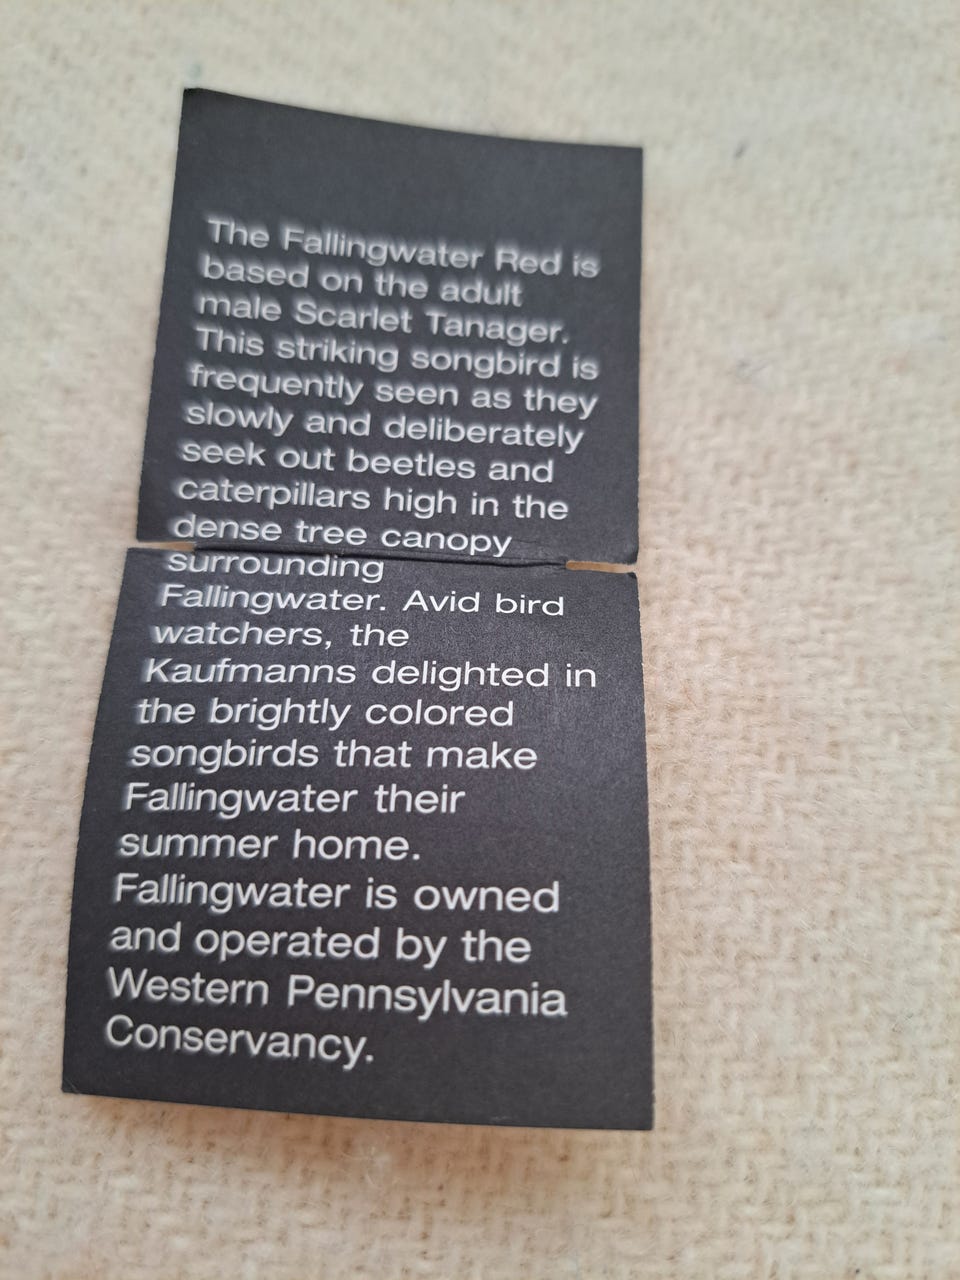 The Fallingwater Red is
based on the adult
male Scarlet Tanager.
This striking songbird is
frequently seen as they
slowly and deliberately
seek out beetles and
caterpillars high in the
dense tree canopy
surrounding
Fallingwater. Avid bird
watchers, the
Kaufmanns delighted in
the brightly colored
songbirds that make
Fallingwater their
summer home.
Fallingwater is owned
and operated by the
Western Pennsylvania
Conservancy.